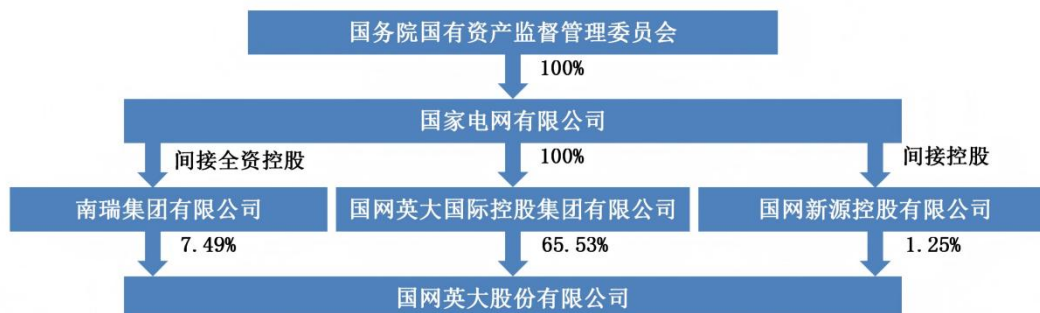 国务院国有资产监督管理委员会
100%
国家电网有限公司
间接全资控股
100%
间接控股
南瑞集团有限公司
国网英大国际控股集团有限公司
国网新源控股有限公司
7.49%
65.53%
1.25%
国网英大股份有限公司